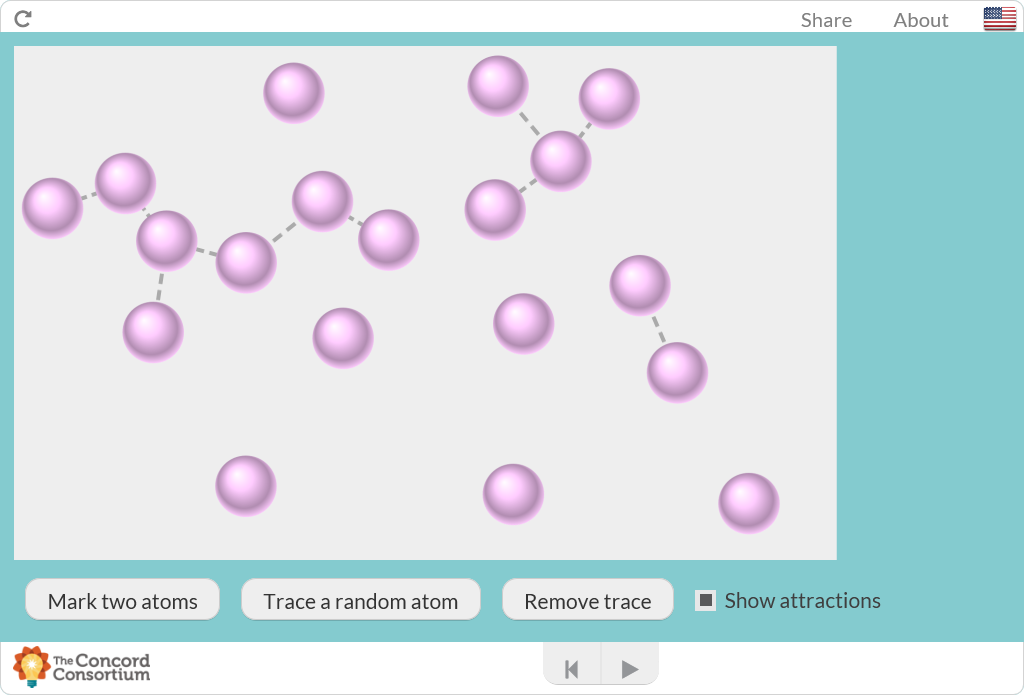 Share About
Mark two atoms Trace a random atom Remove trace Show attractions
The Concord
Consortium